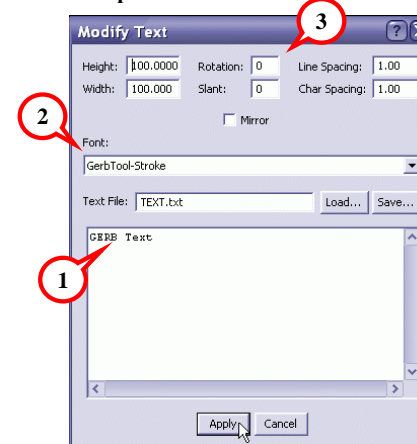 3
Modify Text
Height: 100.0000 Rotation: 0 Line Spacing: 1.00
Width: 100.000 Slant: 0 Char Spacing: 1.00
2
Mirror
Font:
GerbTool-Stroke
Text File: TEXT.txt Load... Save...
GERB Text
1
Apply Cancel